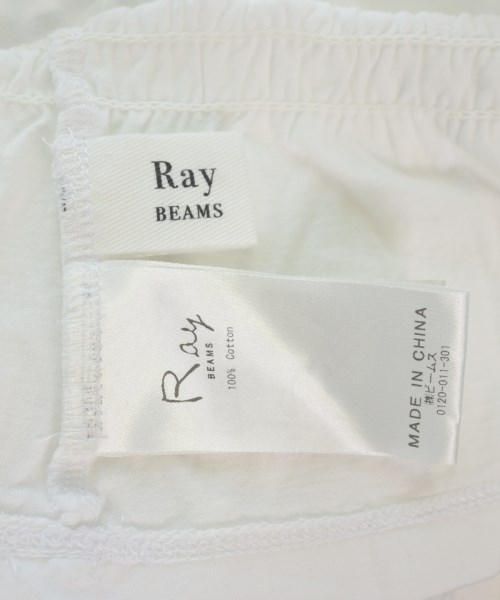 Ray
BEAMS
Ray
BEAMS
100% Cotton
MADE IN CHINA
㈱ビームス
0120-011-301